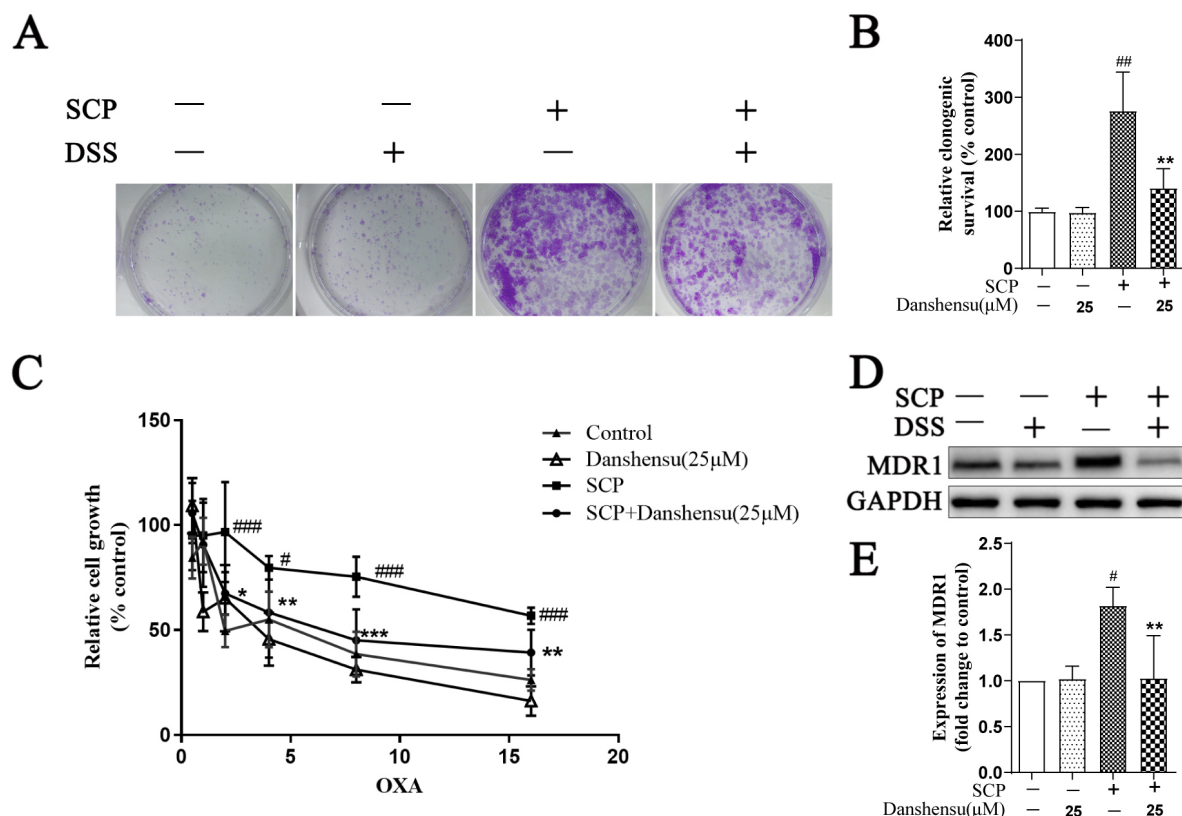 A
SCP — — + +
DSS — + — +
B
Relative clonogenic
survival (% control)
400
300
200
100
0
##
**
SCP — — + +
Danshensu(μM) — 25 — 25
C
Relative cell growth
(% control)
150
100
50
0
0 5 10 15 20
OXA
Control
Danshensu(25μM)
SCP
SCP+Danshensu(25μM)
###
#
###
###
*
**
***
**
D
SCP — — + +
DSS — + — +
MDR1
GAPDH
E
Expression of MDR1
(fold change to control)
2.5
2.0
1.5
1.0
0.5
0.0
#
**
SCP — — + +
Danshensu(μM) — 25 — 25